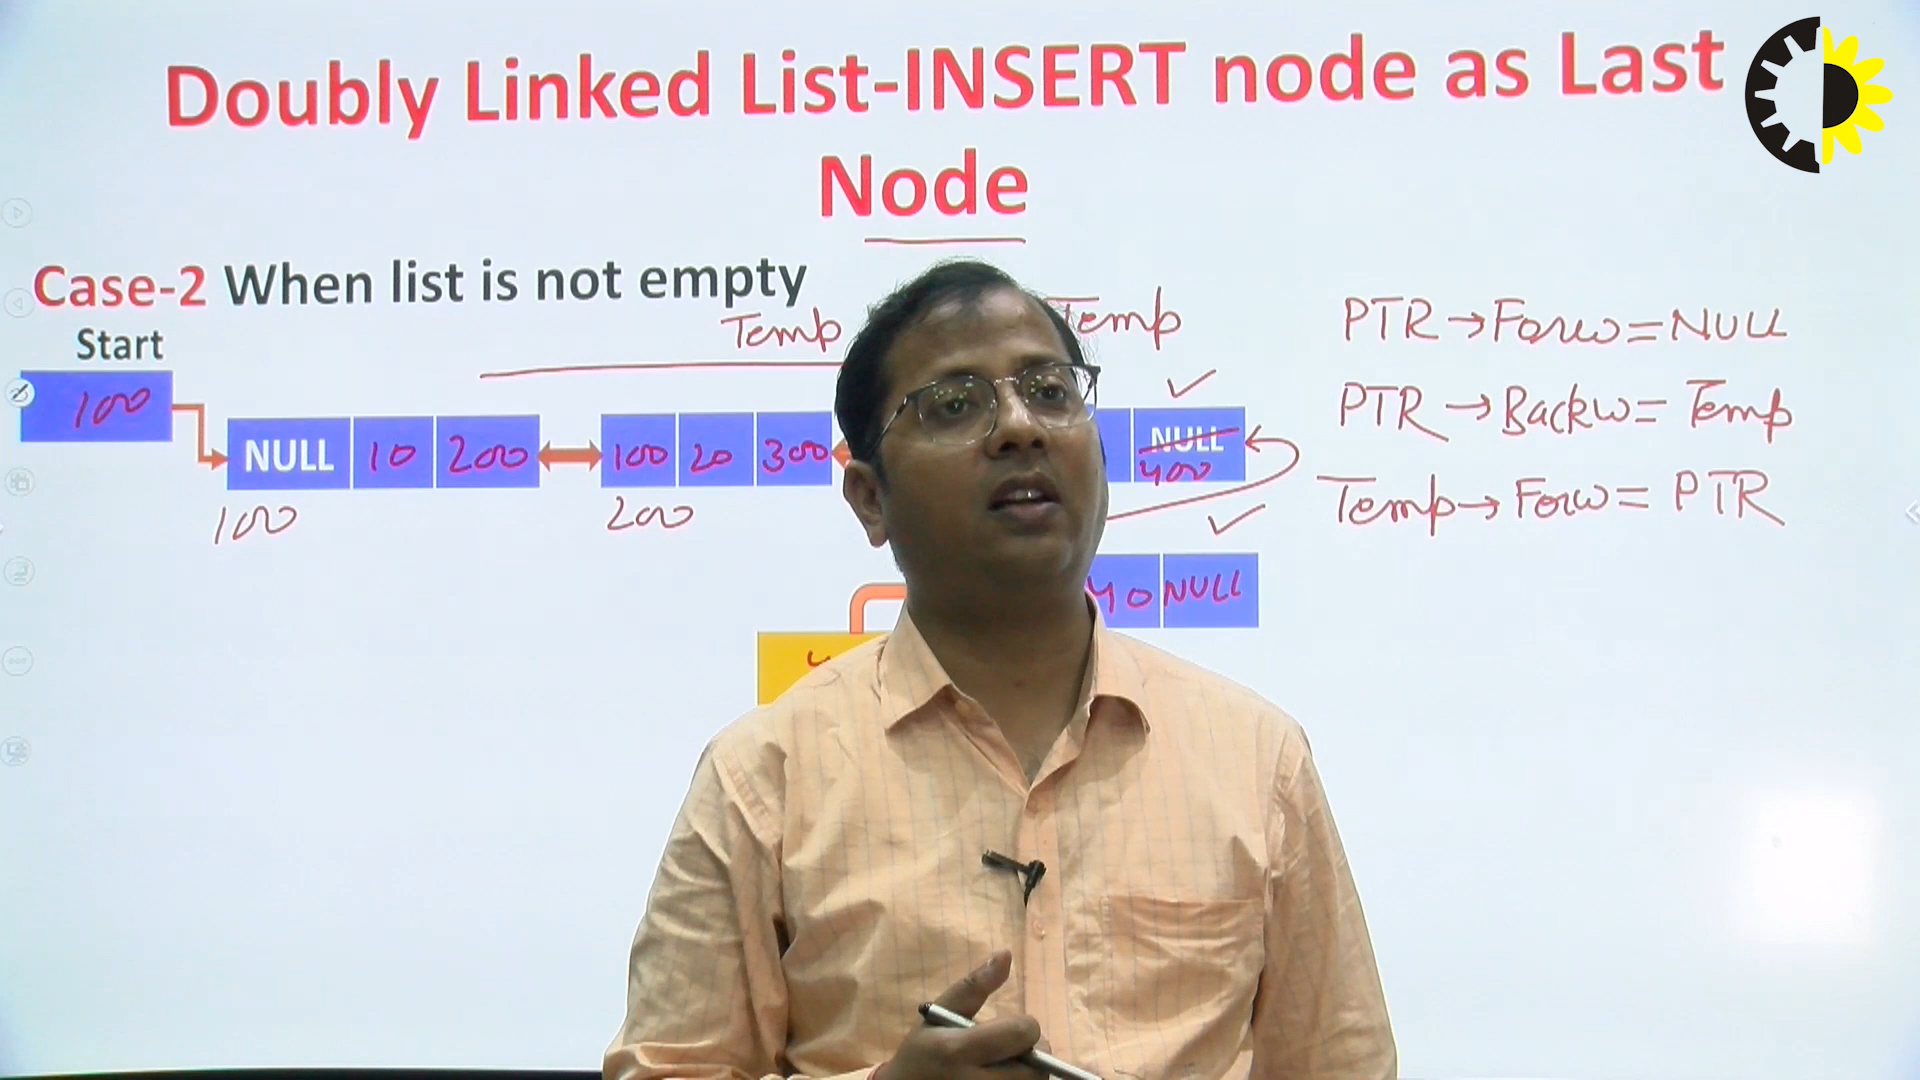 Doubly Linked List-INSERT node as Last
Node
Case-2 When list is not empty
Start
Temp
Temp
100
NULL 10 200
100 20 300
NULL
400
100
200
40 NULL
PTR→Forw=NULL
PTR→Backw=Temp
Temp→Forw=PTR